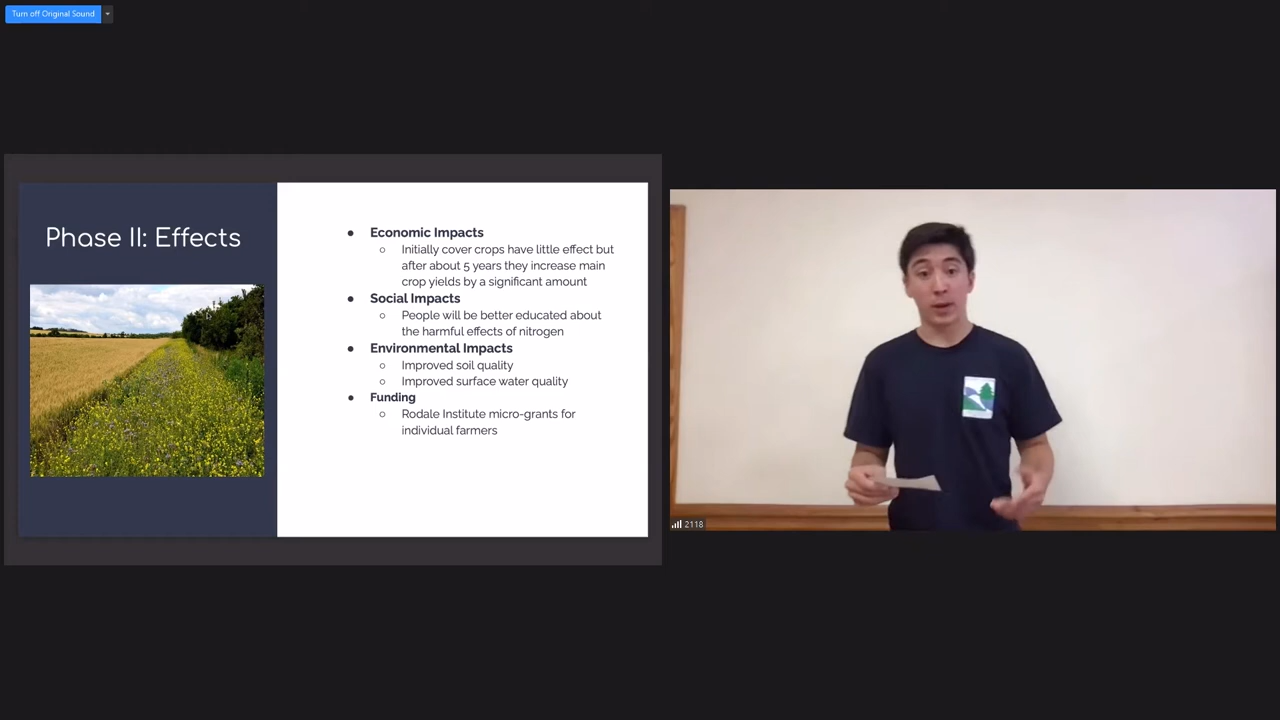 Turn off Original Sound
Phase II: Effects
● Economic Impacts
○ Initially cover crops have little effect but
after about 5 years they increase main
crop yields by a significant amount
● Social Impacts
○ People will be better educated about
the harmful effects of nitrogen
● Environmental Impacts
○ Improved soil quality
○ Improved surface water quality
● Funding
○ Rodale Institute micro-grants for
individual farmers
2118